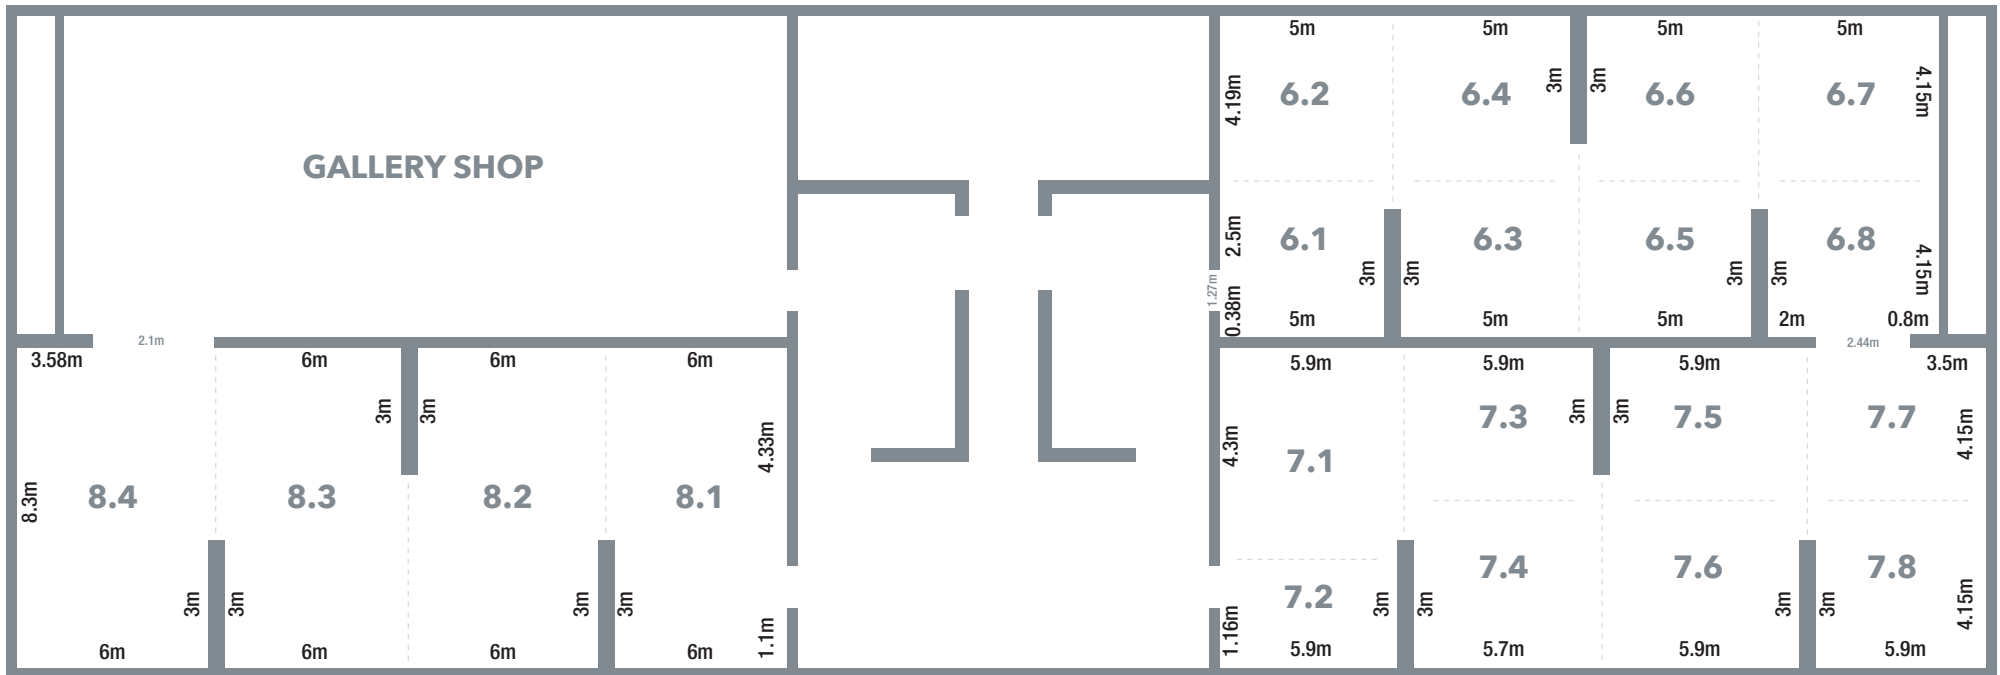 GALLERY SHOP
2.1m
3.58m
6m
6m
6m
3m
3m
4.33m
8.3m
8.4
8.3
8.2
8.1
3m
3m
3m
3m
1.1m
6m
6m
6m
6m
5m
5m
5m
5m
4.19m
6.2
6.4
3m
3m
6.6
6.7
4.15m
2.5m
6.1
6.3
6.5
6.8
4.15m
3m
3m
3m
3m
1.27m
0.38m
5m
5m
5m
2m
0.8m
2.44m
5.9m
5.9m
5.9m
3.5m
4.3m
7.1
7.3
3m
3m
7.5
7.7
4.15m
7.2
7.4
7.6
7.8
4.15m
1.16m
3m
3m
3m
3m
5.9m
5.7m
5.9m
5.9m